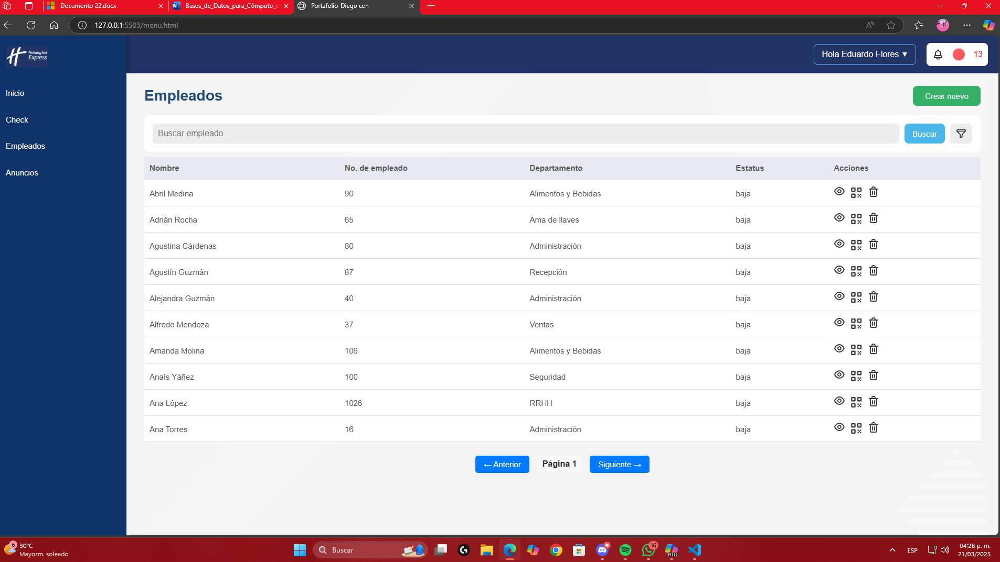 Documento 22.docx
Bases_de_Datos_para_Cómputo_e
Portafolio-Diego cen
127.0.0.1:5503/menu.html
Holiday Inn
Express
Hola Eduardo Flores ▼
13
Inicio
Check
Empleados
Anuncios
Empleados
Crear nuevo
Buscar empleado
Buscar
Nombre No. de empleado Departamento Estatus Acciones
Abril Medina 90 Alimentos y Bebidas baja
Adrián Rocha 65 Ama de llaves baja
Agustina Cárdenas 80 Administración baja
Agustín Guzmán 87 Recepción baja
Alejandra Guzmán 40 Administración baja
Alfredo Mendoza 37 Ventas baja
Amanda Molina 106 Alimentos y Bebidas baja
Anaís Yáñez 100 Seguridad baja
Ana López 1026 RRHH baja
Ana Torres 16 Administración baja
← Anterior
Página 1
Siguiente →
6
30°C
Mayorm. soleado
Buscar
16
M365
ESP
04:28 p. m.
21/03/2025